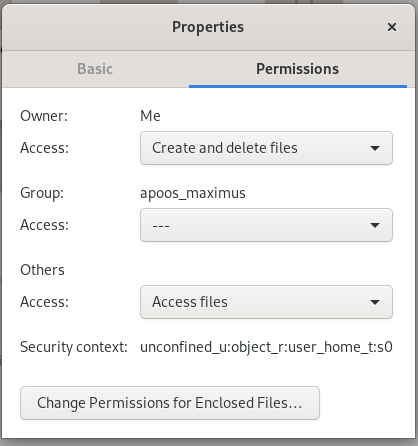 Properties
×
Basic Permissions
Owner: Me
Access: Create and delete files
Group: apoos_maximus
Access: ---
Others
Access: Access files
Security context: unconfined_u:object_r:user_home_t:s0
Change Permissions for Enclosed Files…